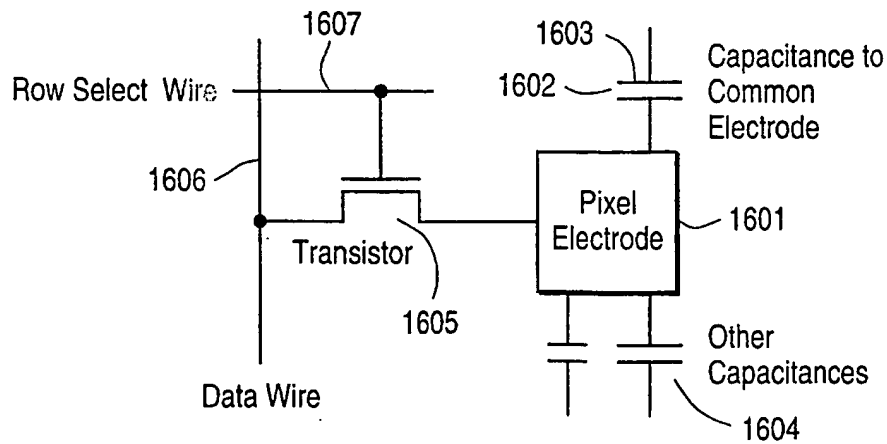 1607
Row Select Wire
1606
Transistor
1605
Data Wire
1603
1602
Capacitance to
Common
Electrode
Pixel
Electrode
1601
Other
Capacitances
1604